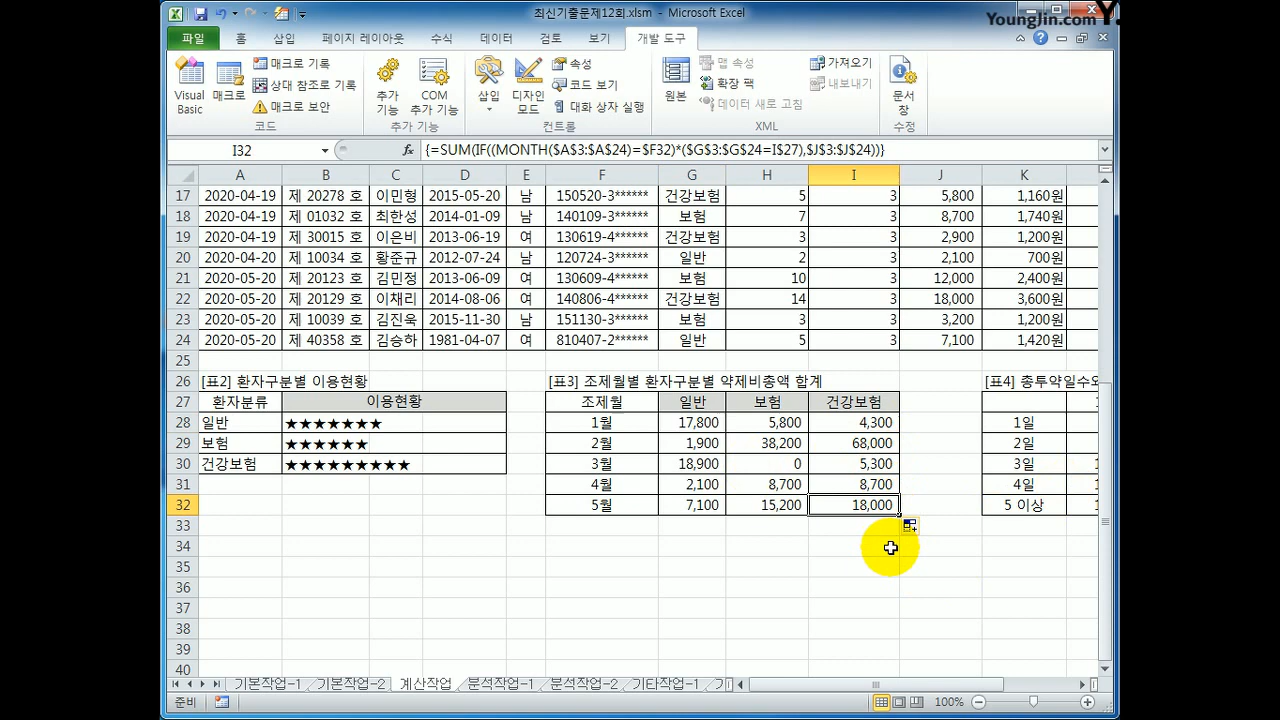 최신기출문제12회.xlsm - Microsoft Excel
YoungJin.com Y.
파일 홈 삽입 페이지 레이아웃 수식 데이터 검토 보기 개발 도구
Visual Basic 매크로 매크로 기록 상대 참조로 기록 매크로 보안 추가 기능 COM 추가 기능 삽입 디자인 모드 속성 코드 보기 대화 상자 실행 원본 맵 속성 확장 팩 데이터 새로 고침 가져오기 내보내기 문서 창
코드 추가 기능 컨트롤 XML 수정
I32 fx {=SUM(IF((MONTH($A$3:$A$24)=$F32)*($G$3:$G$24=I$27),$J$3:$J$24))}
A B C D E F G H I J K
17 2020-04-19 제 20278 호 이민형 2015-05-20 남 150520-3****** 건강보험 5 3 5,800 1,160원
18 2020-04-19 제 01032 호 최한성 2014-01-09 남 140109-3****** 보험 7 3 8,700 1,740원
19 2020-04-19 제 30015 호 이은비 2013-06-19 여 130619-4****** 건강보험 3 3 2,900 1,200원
20 2020-04-20 제 10034 호 황준규 2012-07-24 남 120724-3****** 일반 2 3 2,100 700원
21 2020-05-20 제 20123 호 김민정 2013-06-09 여 130609-4****** 보험 10 3 12,000 2,400원
22 2020-05-20 제 20129 호 이채리 2014-08-06 여 140806-4****** 건강보험 14 3 18,000 3,600원
23 2020-05-20 제 10039 호 김진욱 2015-11-30 남 151130-3****** 보험 3 3 3,200 1,200원
24 2020-05-20 제 40358 호 김승하 1981-04-07 여 810407-2****** 일반 5 3 7,100 1,420원
25
26 [표2] 환자구분별 이용현황 [표3] 조제월별 환자구분별 약제비총액 합계 [표4] 총투약일수와
27 환자분류 이용현황 조제월 일반 보험 건강보험
28 일반 ★★★★★★★ 1월 17,800 5,800 4,300 1일
29 보험 ★★★★★★ 2월 1,900 38,200 68,000 2일
30 건강보험 ★★★★★★★★★ 3월 18,900 0 5,300 3일
31 4월 2,100 8,700 8,700 4일
32 5월 7,100 15,200 18,000 5 이상
33
34
35
36
37
38
39
40
기본작업-1 기본작업-2 계산작업 분석작업-1 분석작업-2 기타작업-1
준비 100%